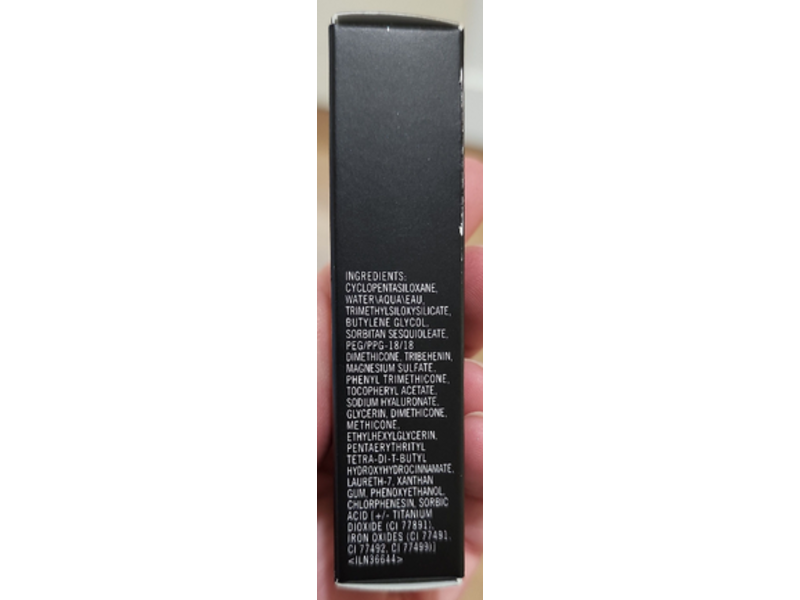 INGREDIENTS:
CYCLOPENTASILOXANE,
WATER\AQUA\EAU,
TRIMETHYLSILOXYSILICATE,
BUTYLENE GLYCOL,
SORBITAN SESQUIOLEATE,
PEG/PPG-18/18
DIMETHICONE, TRIBEHENIN,
MAGNESIUM SULFATE,
PHENYL TRIMETHICONE,
TOCOPHERYL ACETATE,
SODIUM HYALURONATE,
GLYCERIN, DIMETHICONE,
METHICONE,
ETHYLHEXYLGLYCERIN,
PENTAERYTHRITYL
TETRA-DI-T-BUTYL
HYDROXYHYDROCINNAMATE,
LAURETH-7, XANTHAN
GUM, PHENOXYETHANOL,
CHLORPHENESIN, SORBIC
ACID [+/- TITANIUM
DIOXIDE (CI 77891),
IRON OXIDES (CI 77491,
CI 77492, CI 77499)]
<ILN36644>